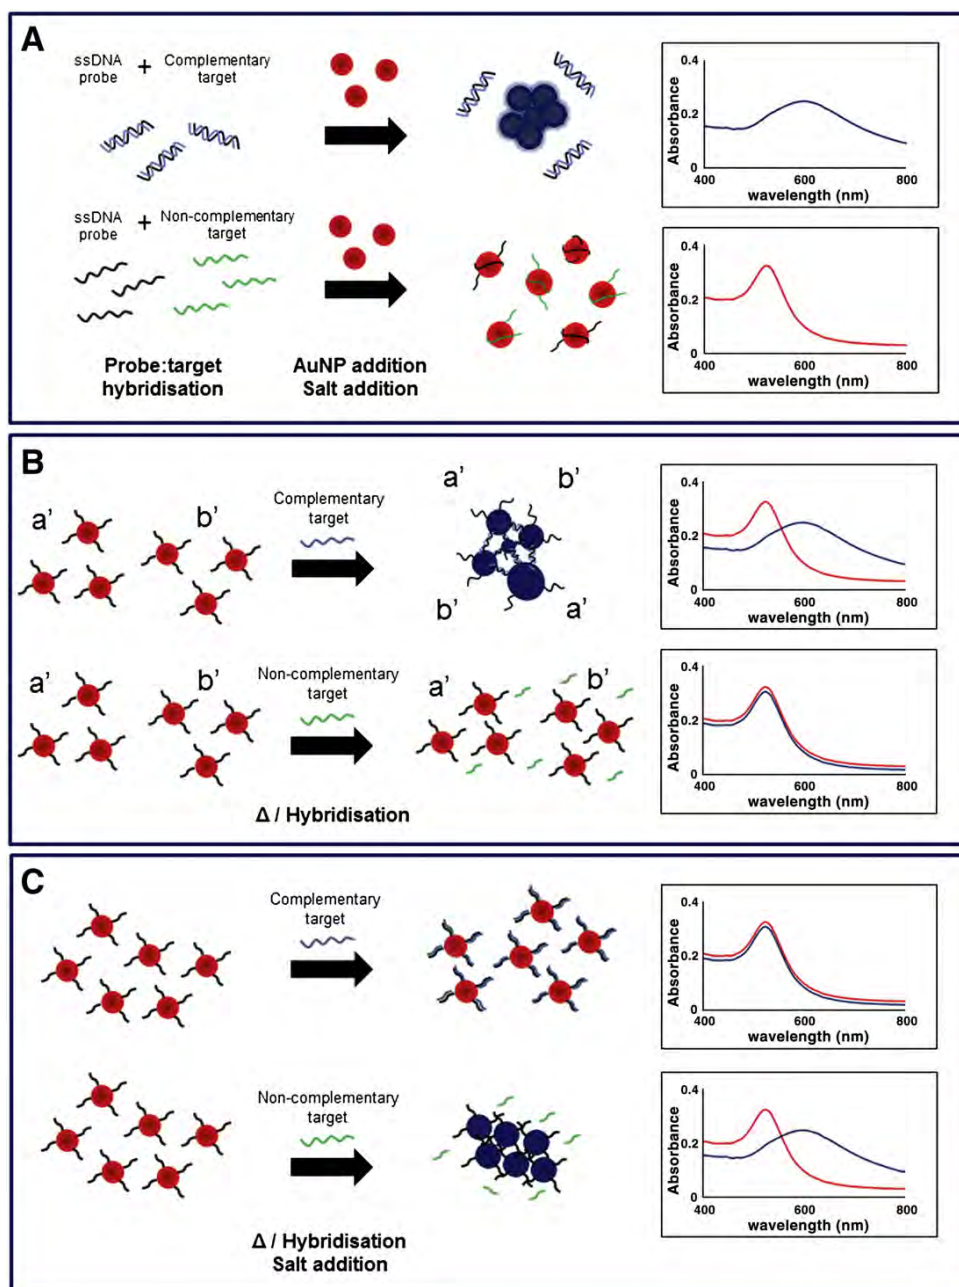 A
ssDNA probe + Complementary target
0.4
0.2
0
Absorbance
400 600 800
wavelength (nm)
ssDNA probe + Non-complementary target
0.4
0.2
0
Absorbance
400 600 800
wavelength (nm)
Probe:target
hybridisation
AuNP addition
Salt addition
B
a’
b’
Complementary
target
a’
b’
b’
a’
0.4
0.2
0
Absorbance
400 600 800
wavelength (nm)
a’
b’
Non-complementary
target
a’
b’
0.4
0.2
0
Absorbance
400 600 800
wavelength (nm)
Δ / Hybridisation
C
Complementary
target
0.4
0.2
0
Absorbance
400 600 800
wavelength (nm)
Non-complementary
target
0.4
0.2
0
Absorbance
400 600 800
wavelength (nm)
Δ / Hybridisation
Salt addition